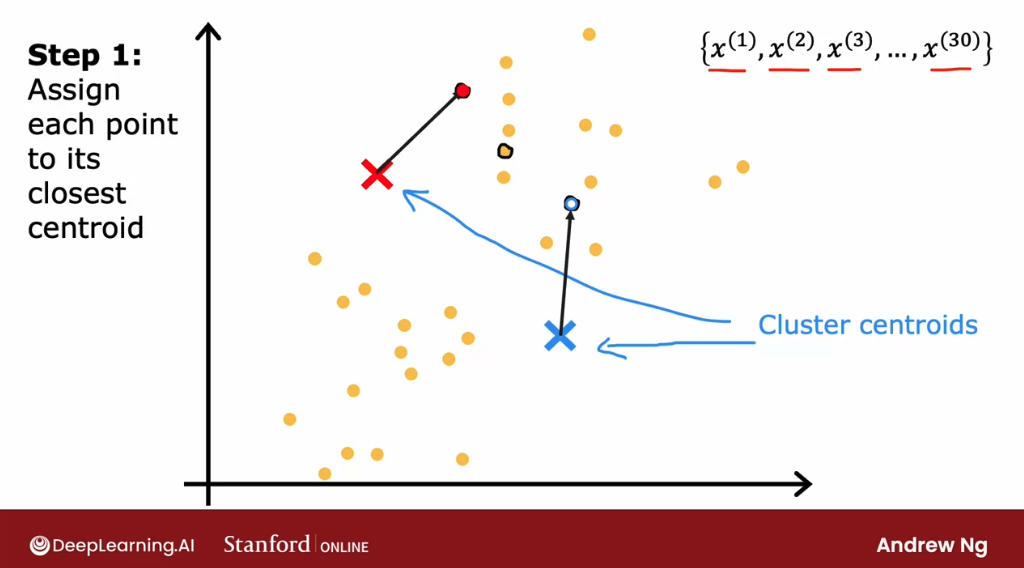 Step 1:
Assign
each point
to its
closest
centroid
{x^(1), x^(2), x^(3), …, x^(30)}
Cluster centroids
DeepLearning.AI
Stanford | ONLINE
Andrew Ng